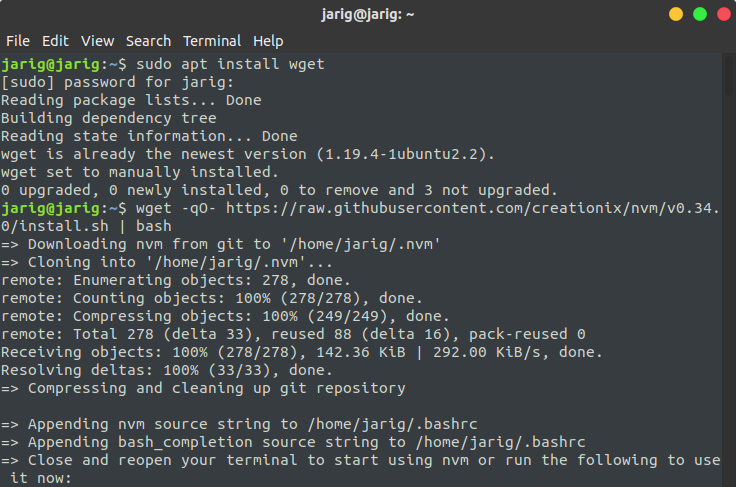 jarig@jarig: ~
File Edit View Search Terminal Help
jarig@jarig:~$ sudo apt install wget
[sudo] password for jarig:
Reading package lists... Done
Building dependency tree
Reading state information... Done
wget is already the newest version (1.19.4-1ubuntu2.2).
wget set to manually installed.
0 upgraded, 0 newly installed, 0 to remove and 3 not upgraded.
jarig@jarig:~$ wget -qO- https://raw.githubusercontent.com/creationix/nvm/v0.34.
0/install.sh | bash
=> Downloading nvm from git to '/home/jarig/.nvm'
=> Cloning into '/home/jarig/.nvm'...
remote: Enumerating objects: 278, done.
remote: Counting objects: 100% (278/278), done.
remote: Compressing objects: 100% (249/249), done.
remote: Total 278 (delta 33), reused 88 (delta 16), pack-reused 0
Receiving objects: 100% (278/278), 142.36 KiB | 292.00 KiB/s, done.
Resolving deltas: 100% (33/33), done.
=> Compressing and cleaning up git repository

=> Appending nvm source string to /home/jarig/.bashrc
=> Appending bash_completion source string to /home/jarig/.bashrc
=> Close and reopen your terminal to start using nvm or run the following to use
 it now: